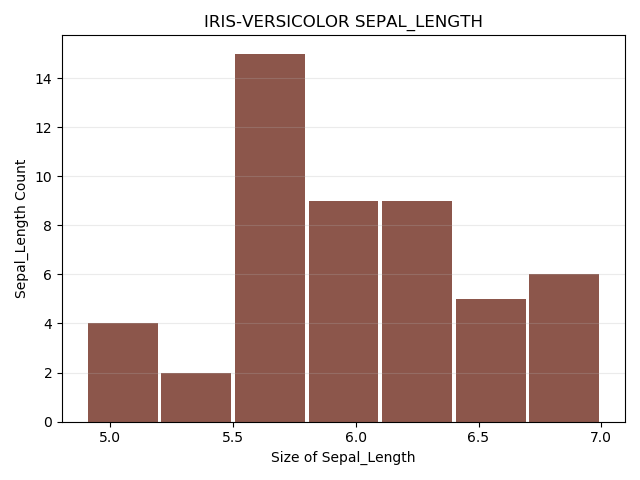 IRIS-VERSICOLOR SEPAL_LENGTH
Sepal_Length Count
14
12
10
8
6
4
2
0
5.0 5.5 6.0 6.5 7.0
Size of Sepal_Length